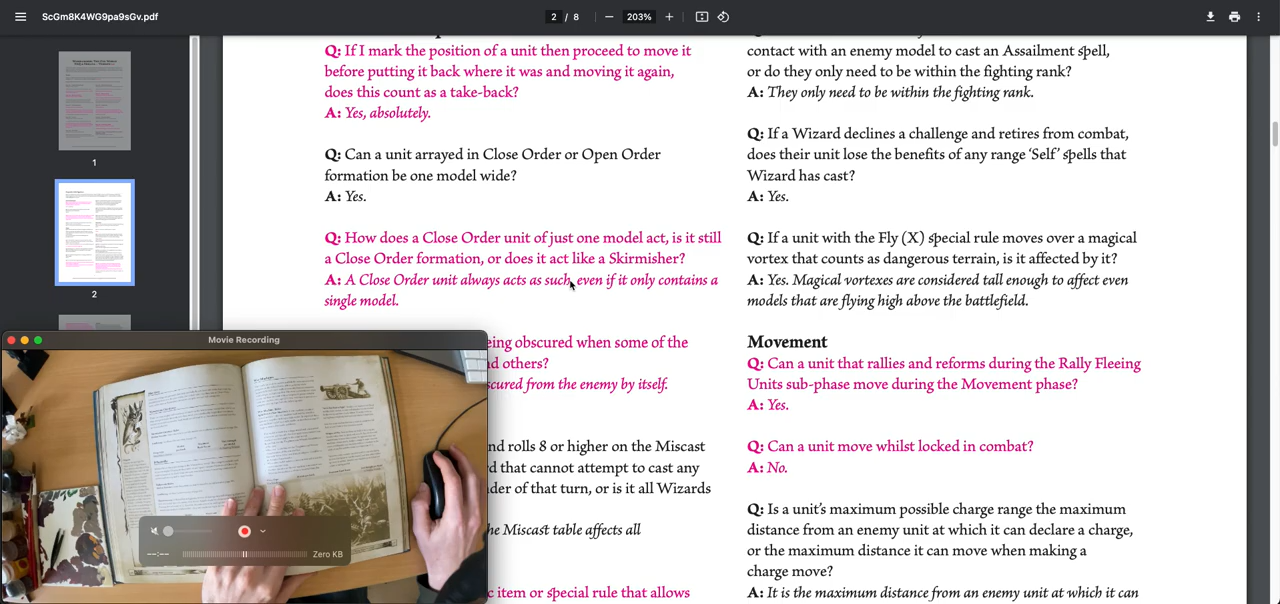 ScGm8K4WG9pa9sGv.pdf
2 / 8
203%
1
2
Q: If I mark the position of a unit then proceed to move it
before putting it back where it was and moving it again,
does this count as a take-back?
A: Yes, absolutely.
Q: Can a unit arrayed in Close Order or Open Order
formation be one model wide?
A: Yes.
Q: How does a Close Order unit of just one model act, is it still
a Close Order formation, or does it act like a Skirmisher?
A: A Close Order unit always acts as such, even if it only contains a
single model.
eing obscured when some of the
nd others?
scured from the enemy by itself.
nd rolls 8 or higher on the Miscast
rd that cannot attempt to cast any
nder of that turn, or is it all Wizards
he Miscast table affects all
c item or special rule that allows
contact with an enemy model to cast an Assailment spell,
or do they only need to be within the fighting rank?
A: They only need to be within the fighting rank.
Q: If a Wizard declines a challenge and retires from combat,
does their unit lose the benefits of any range ‘Self’ spells that
Wizard has cast?
A: Yes.
Q: If a unit with the Fly (X) special rule moves over a magical
vortex that counts as dangerous terrain, is it affected by it?
A: Yes. Magical vortexes are considered tall enough to affect even
models that are flying high above the battlefield.
Movement
Q: Can a unit that rallies and reforms during the Rally Fleeing
Units sub-phase move during the Movement phase?
A: Yes.
Q: Can a unit move whilst locked in combat?
A: No.
Q: Is a unit’s maximum possible charge range the maximum
distance from an enemy unit at which it can declare a charge,
or the maximum distance it can move when making a
charge move?
A: It is the maximum distance from an enemy unit at which it can
Movie Recording
--:--
Zero KB